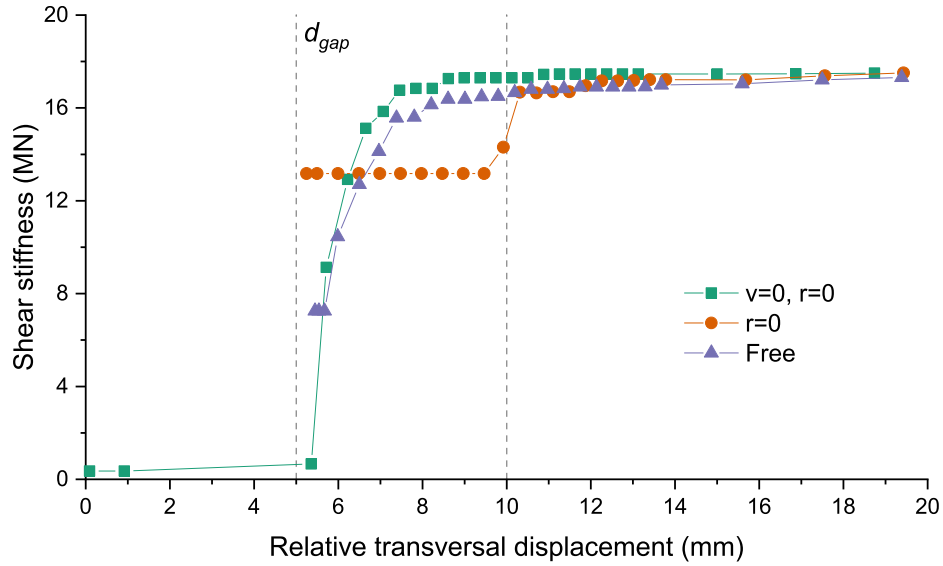 20
16
12
8
4
0
Shear stiffness (MN)
d_gap
v=0, r=0
r=0
Free
0 2 4 6 8 10 12 14 16 18 20
Relative transversal displacement (mm)